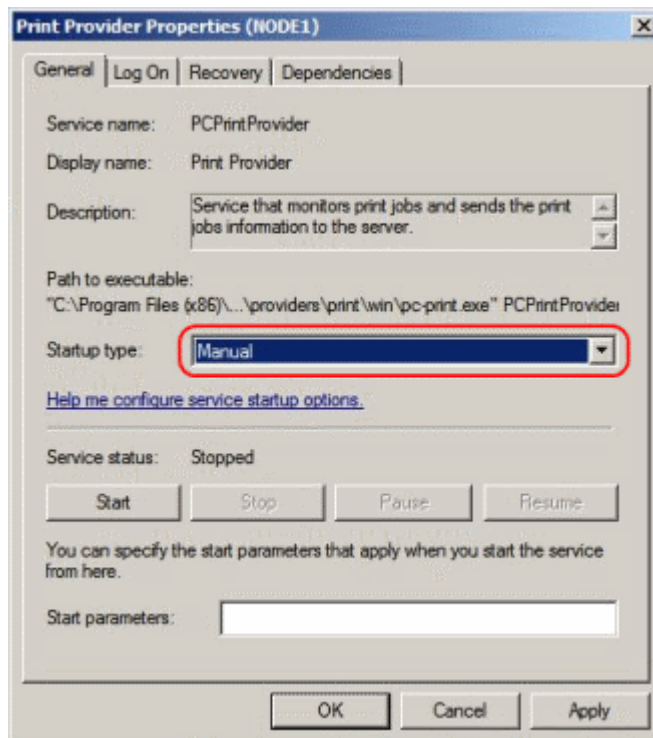 Print Provider Properties (NODE1)
General Log On Recovery Dependencies
Service name: PCPrintProvider
Display name: Print Provider
Description: Service that monitors print jobs and sends the print
jobs information to the server.
Path to executable:
"C:\Program Files (x86)\...\providers\print\win\pc-print.exe" PCPrintProvider
Startup type: Manual
Help me configure service startup options.
Service status: Stopped
Start Stop Pause Resume
You can specify the start parameters that apply when you start the service
from here.
Start parameters:
OK Cancel Apply